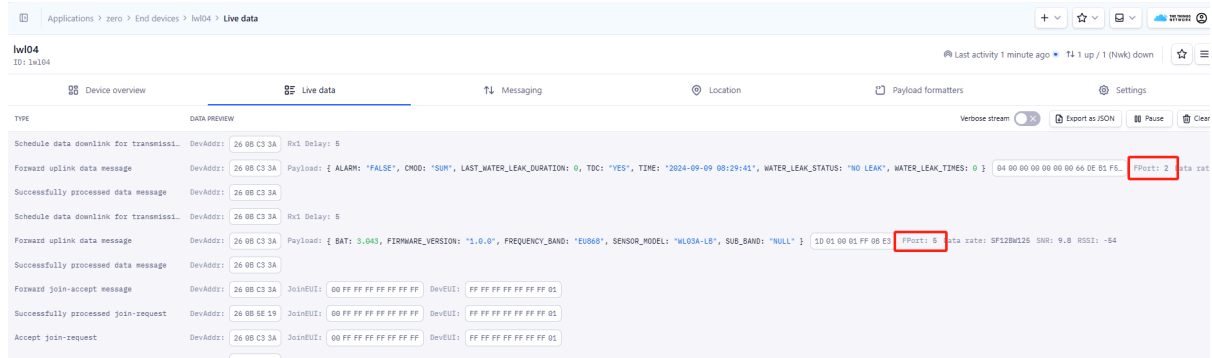 Applications > zero > End devices > lwl04 > Live data
THE THINGS NETWORK
lwl04
ID: lwl04
Last activity 1 minute ago ↑↓ 1 up / 1 (Nwk) down
Device overview Live data Messaging Location Payload formatters Settings
TYPE DATA PREVIEW Verbose stream Export as JSON Pause Clear
Schedule data downlink for transmissi… DevAddr: 26 0B C3 3A Rx1 Delay: 5
Forward uplink data message DevAddr: 26 0B C3 3A Payload: { ALARM: "FALSE", CMOD: "SUM", LAST_WATER_LEAK_DURATION: 0, TDC: "YES", TIME: "2024-09-09 08:29:41", WATER_LEAK_STATUS: "NO LEAK", WATER_LEAK_TIMES: 0 } 04 00 00 00 00 00 00 66 DE B1 F5… FPort: 2 Data rat
Successfully processed data message DevAddr: 26 0B C3 3A
Schedule data downlink for transmissi… DevAddr: 26 0B C3 3A Rx1 Delay: 5
Forward uplink data message DevAddr: 26 0B C3 3A Payload: { BAT: 3.043, FIRMWARE_VERSION: "1.0.0", FREQUENCY_BAND: "EU868", SENSOR_MODEL: "WL03A-LB", SUB_BAND: "NULL" } 1D 01 00 01 FF 0B E3 FPort: 5 Data rate: SF12BW125 SNR: 9.8 RSSI: -54
Successfully processed data message DevAddr: 26 0B C3 3A
Forward join-accept message DevAddr: 26 0B C3 3A JoinEUI: 00 FF FF FF FF FF FF FF DevEUI: FF FF FF FF FF FF FF 01
Successfully processed join-request DevAddr: 26 0B 5E 19 JoinEUI: 00 FF FF FF FF FF FF FF DevEUI: FF FF FF FF FF FF FF 01
Accept join-request DevAddr: 26 0B C3 3A JoinEUI: 00 FF FF FF FF FF FF FF DevEUI: FF FF FF FF FF FF FF 01